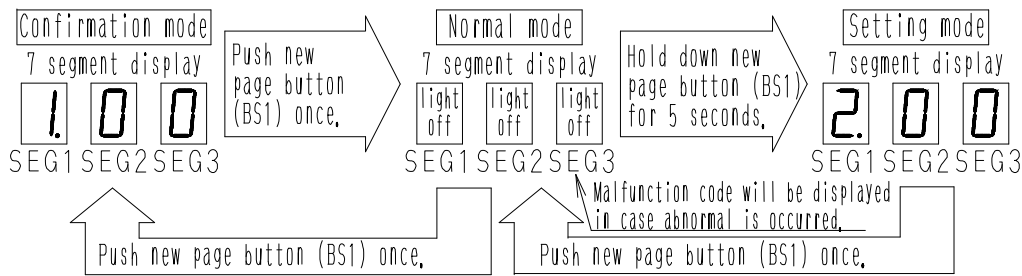 Confirmation mode
7 segment display
1. 0 0
SEG1 SEG2 SEG3
Push new
page button
(BS1) once.
Normal mode
7 segment display
light off
light off
light off
SEG1 SEG2 SEG3
Hold down new
page button (BS1)
for 5 seconds.
Setting mode
7 segment display
2. 0 0
SEG1 SEG2 SEG3
Malfunction code will be displayed
in case abnormal is occurred.
Push new page button (BS1) once.
Push new page button (BS1) once.